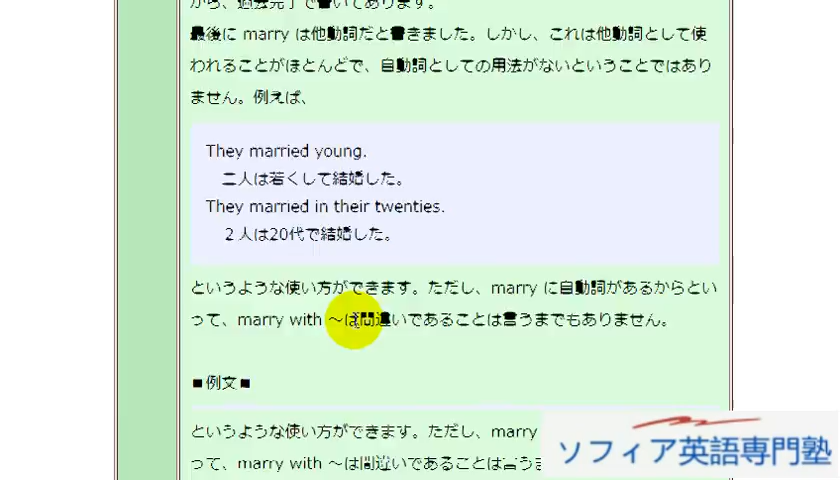 から、過去完了で書いてあります。
最後に marry は他動詞だと書きました。しかし、これは他動詞として使
われることがほとんどで、自動詞としての用法がないということではあり
ません。例えば、
They married young.
二人は若くして結婚した。
They married in their twenties.
２人は20代で結婚した。
というような使い方ができます。ただし、marry に自動詞があるからとい
って、marry with ～は間違いであることは言うまでもありません。
■例文■
というような使い方ができます。ただし、marry
って、marry with ～は間違いであることは言うま
ソフィア英語専門塾